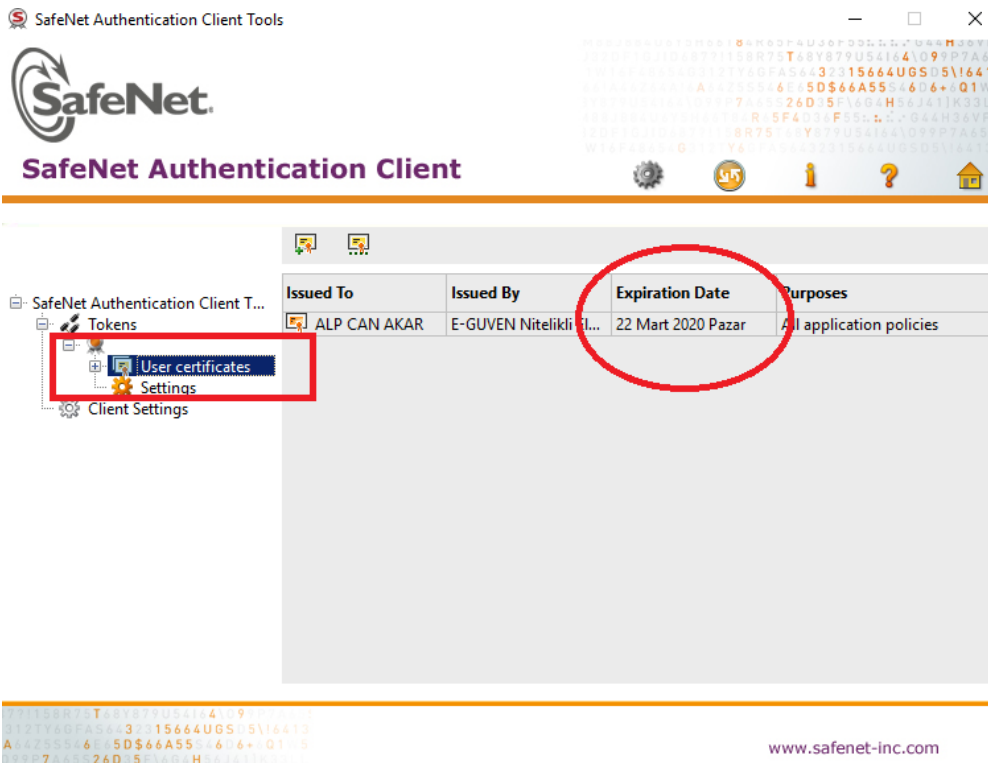 SafeNet Authentication Client Tools
SafeNet.
SafeNet Authentication Client
SafeNet Authentication Client T...
Tokens
User certificates
Settings
Client Settings
Issued To Issued By Expiration Date Purposes
ALP CAN AKAR E-GUVEN Nitelikli El... 22 Mart 2020 Pazar All application policies
www.safenet-inc.com